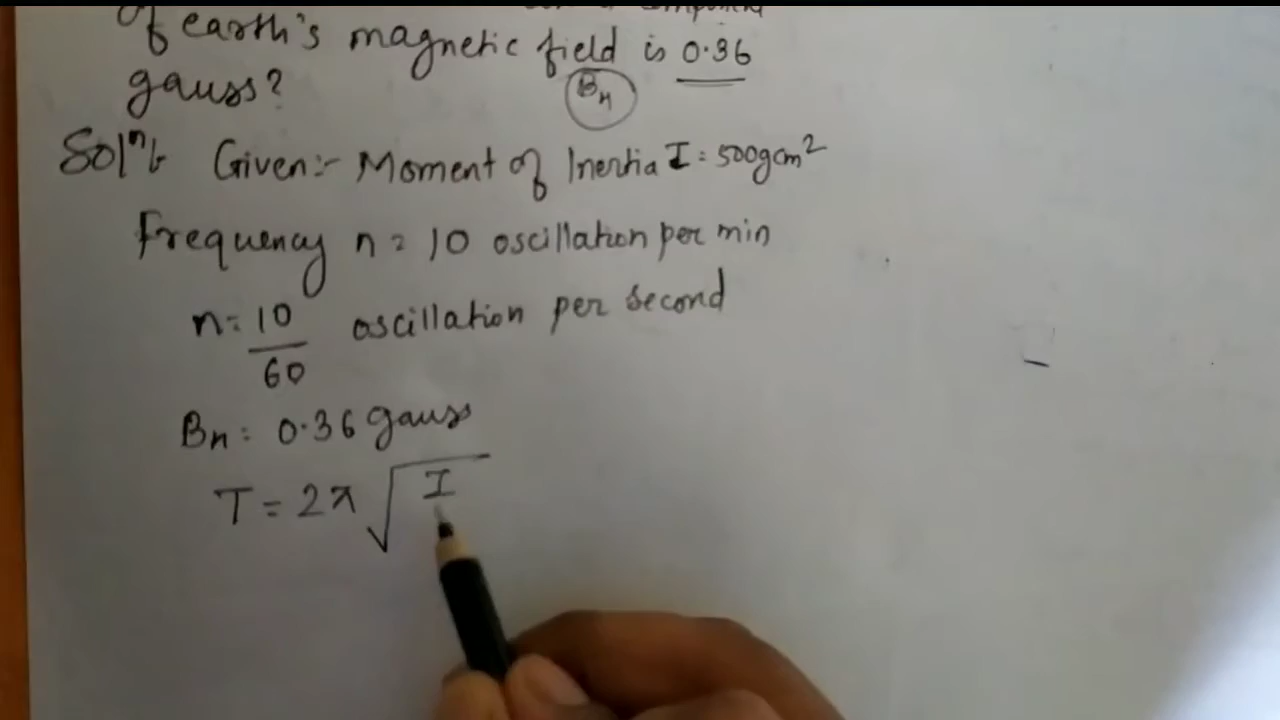 of earth's magnetic field is 0.36
gauss?
BH
Solⁿ:- Given:- Moment of Inertia I = 500gcm²
Frequency n = 10 oscillation per min
n = 10/60 oscillation per second
BH = 0.36 gauss
T = 2π √I